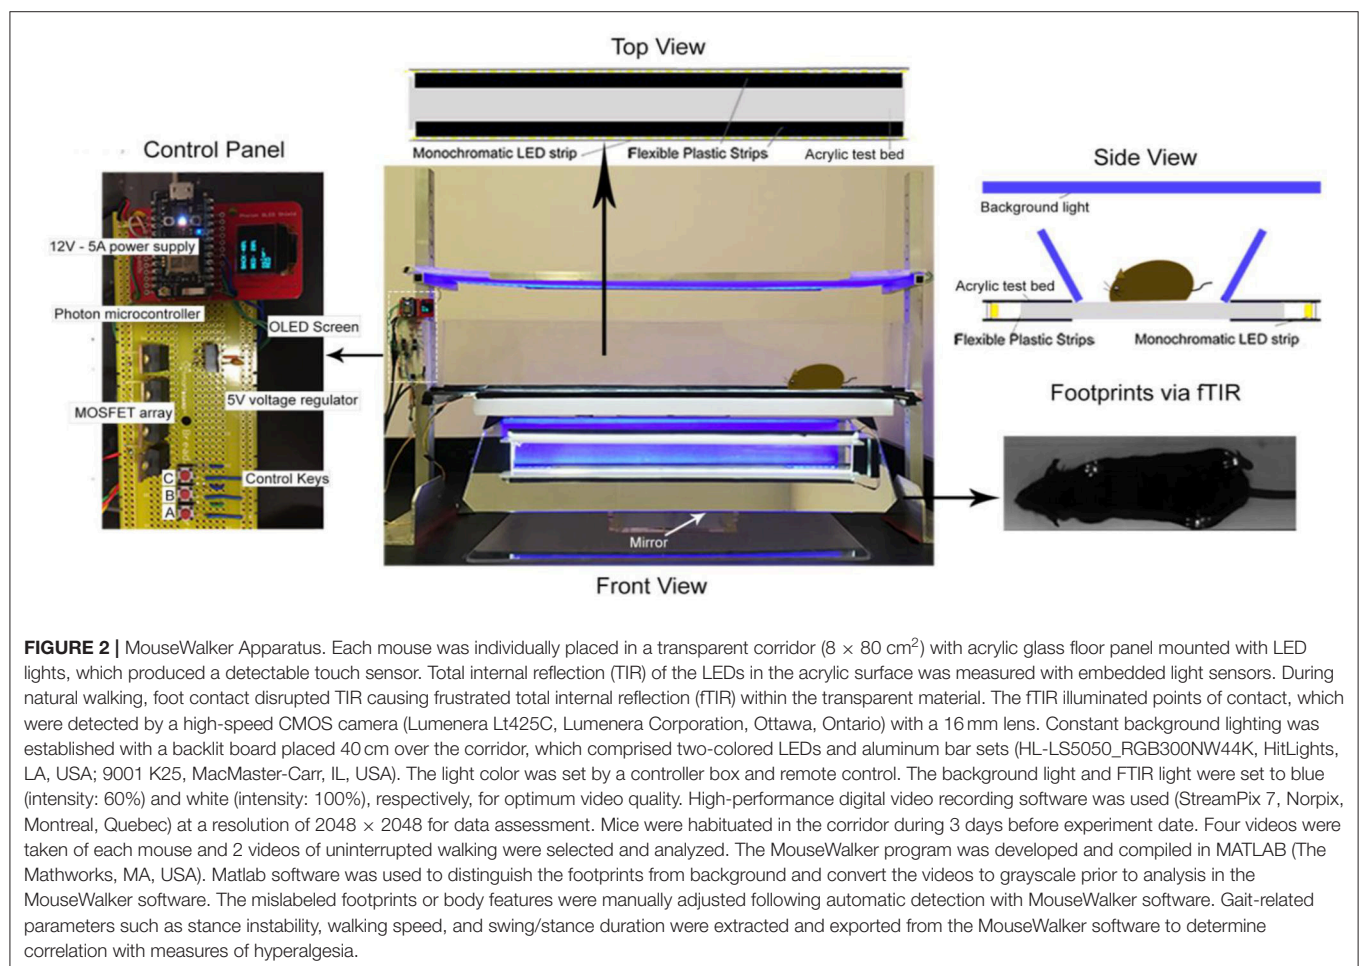 Top View
Monochromatic LED strip
Flexible Plastic Strips
Acrylic test bed
Control Panel
12V - 5A power supply
Photon microcontroller
OLED Screen
5V voltage regulator
MOSFET array
C
B
A
Control Keys
Mirror
Front View
Side View
Background light
Acrylic test bed
Flexible Plastic Strips
Monochromatic LED strip
Footprints via fTIR
FIGURE 2 | MouseWalker Apparatus. Each mouse was individually placed in a transparent corridor (8 × 80 cm²) with acrylic glass floor panel mounted with LED
lights, which produced a detectable touch sensor. Total internal reflection (TIR) of the LEDs in the acrylic surface was measured with embedded light sensors. During
natural walking, foot contact disrupted TIR causing frustrated total internal reflection (fTIR) within the transparent material. The fTIR illuminated points of contact, which
were detected by a high-speed CMOS camera (Lumenera Lt425C, Lumenera Corporation, Ottawa, Ontario) with a 16 mm lens. Constant background lighting was
established with a backlit board placed 40 cm over the corridor, which comprised two-colored LEDs and aluminum bar sets (HL-LS5050_RGB300NW44K, HitLights,
LA, USA; 9001 K25, MacMaster-Carr, IL, USA). The light color was set by a controller box and remote control. The background light and FTIR light were set to blue
(intensity: 60%) and white (intensity: 100%), respectively, for optimum video quality. High-performance digital video recording software was used (StreamPix 7, Norpix,
Montreal, Quebec) at a resolution of 2048 × 2048 for data assessment. Mice were habituated in the corridor during 3 days before experiment date. Four videos were
taken of each mouse and 2 videos of uninterrupted walking were selected and analyzed. The MouseWalker program was developed and compiled in MATLAB (The
Mathworks, MA, USA). Matlab software was used to distinguish the footprints from background and convert the videos to grayscale prior to analysis in the
MouseWalker software. The mislabeled footprints or body features were manually adjusted following automatic detection with MouseWalker software. Gait-related
parameters such as stance instability, walking speed, and swing/stance duration were extracted and exported from the MouseWalker software to determine
correlation with measures of hyperalgesia.